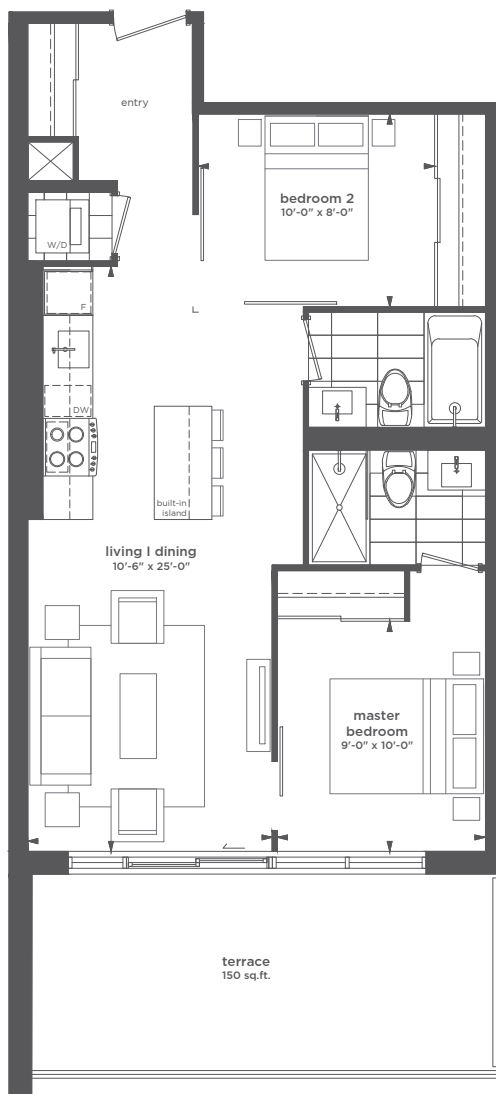 entry
bedroom 2
10'-0" x 8'-0"
W/D
F
DW
built-in
island
living I dining
10'-6" x 25'-0"
master
bedroom
9'-0" x 10'-0"
terrace
150 sq.ft.